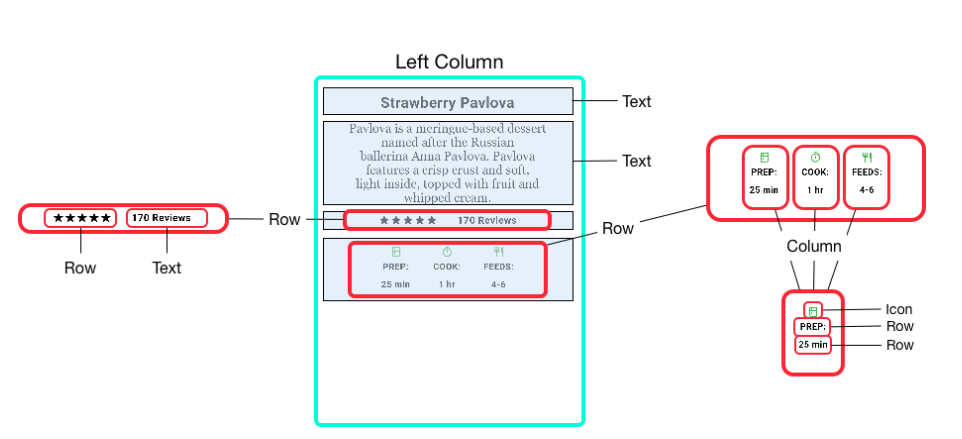 Left Column
Strawberry Pavlova
Text
Pavlova is a meringue-based dessert
named after the Russian
ballerina Anna Pavlova. Pavlova
features a crisp crust and soft,
light inside, topped with fruit and
whipped cream.
Text
170 Reviews
Row
Row
Text
170 Reviews
Row
PREP:
COOK:
FEEDS:
25 min
1 hr
4-6
PREP:
COOK:
FEEDS:
25 min
1 hr
4-6
Column
Icon
PREP:
Row
25 min
Row